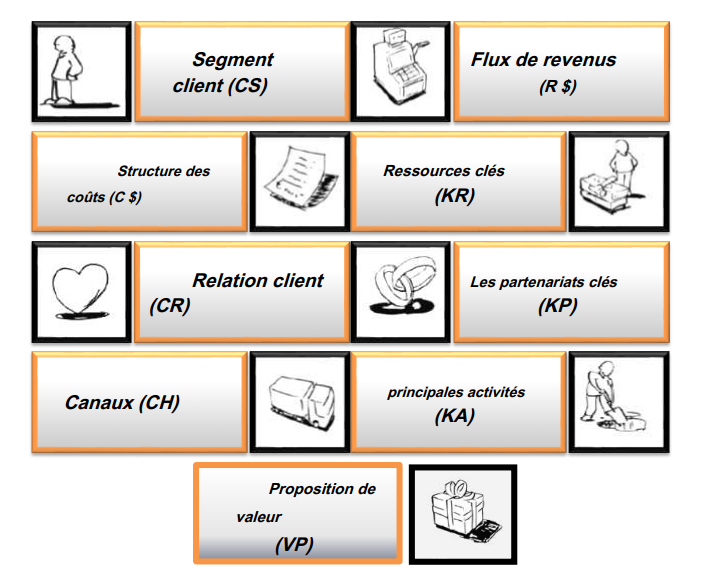 Segment
client (CS)
Flux de revenus
(R $)
Structure des
coûts (C $)
Ressources clés
(KR)
Relation client
(CR)
Les partenariats clés
(KP)
Canaux (CH)
principales activités
(KA)
Proposition de
valeur
(VP)